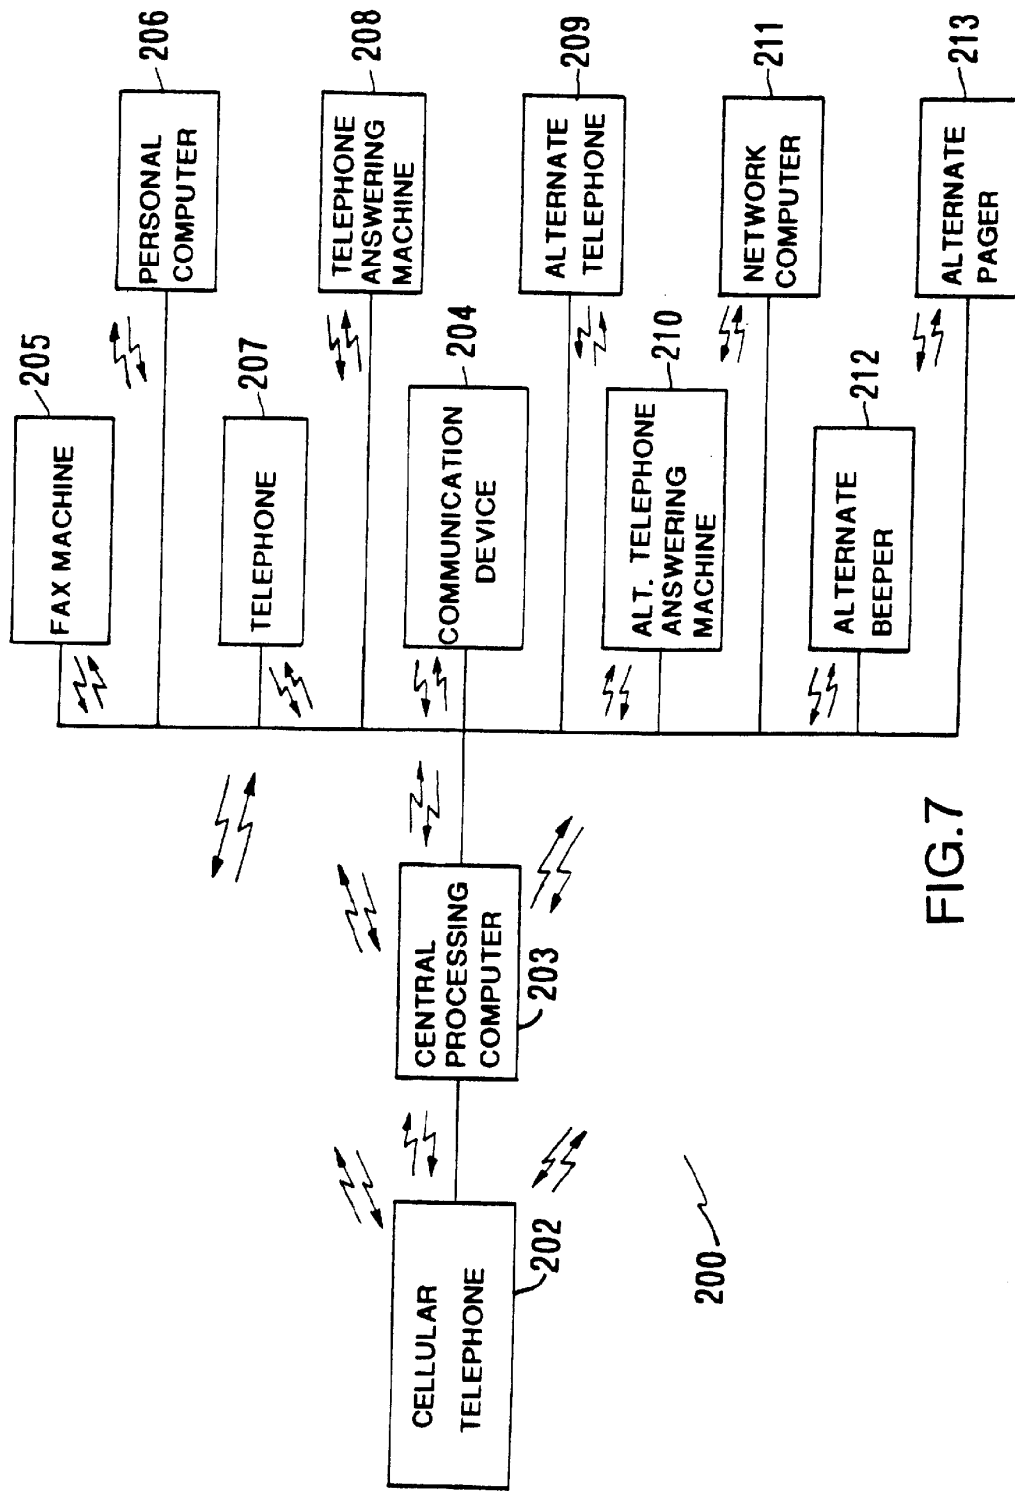 206
208
209
211
213
PERSONAL
COMPUTER
TELEPHONE
ANSWERING
MACHINE
ALTERNATE
TELEPHONE
NETWORK
COMPUTER
ALTERNATE
PAGER
205
207
204
210
212
FAX MACHINE
TELEPHONE
COMMUNICATION
DEVICE
ALT. TELEPHONE
ANSWERING
MACHINE
ALTERNATE
BEEPER
CENTRAL
PROCESSING
COMPUTER
203
CELLULAR
TELEPHONE
202
200
FIG.7